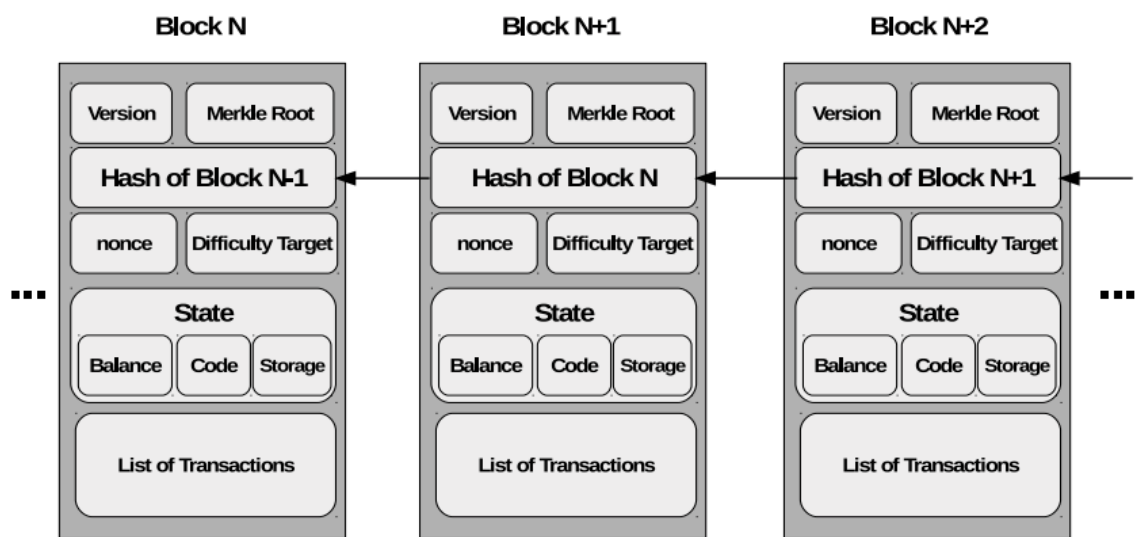 Block N
Block N+1
Block N+2
Version
Merkle Root
Version
Merkle Root
Version
Merkle Root
Hash of Block N-1
Hash of Block N
Hash of Block N+1
nonce
Difficulty Target
nonce
Difficulty Target
nonce
Difficulty Target
...
...
State
State
State
Balance
Code
Storage
Balance
Code
Storage
Balance
Code
Storage
List of Transactions
List of Transactions
List of Transactions